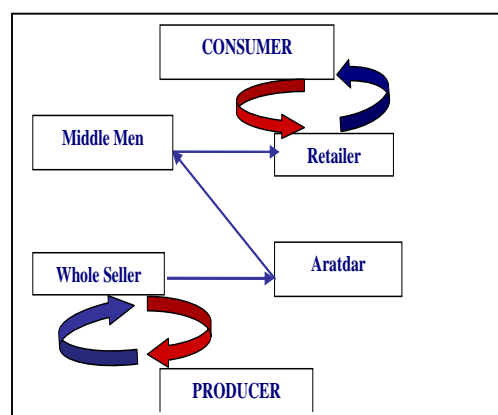 CONSUMER
Middle Men
Retailer
Whole Seller
Aratdar
PRODUCER